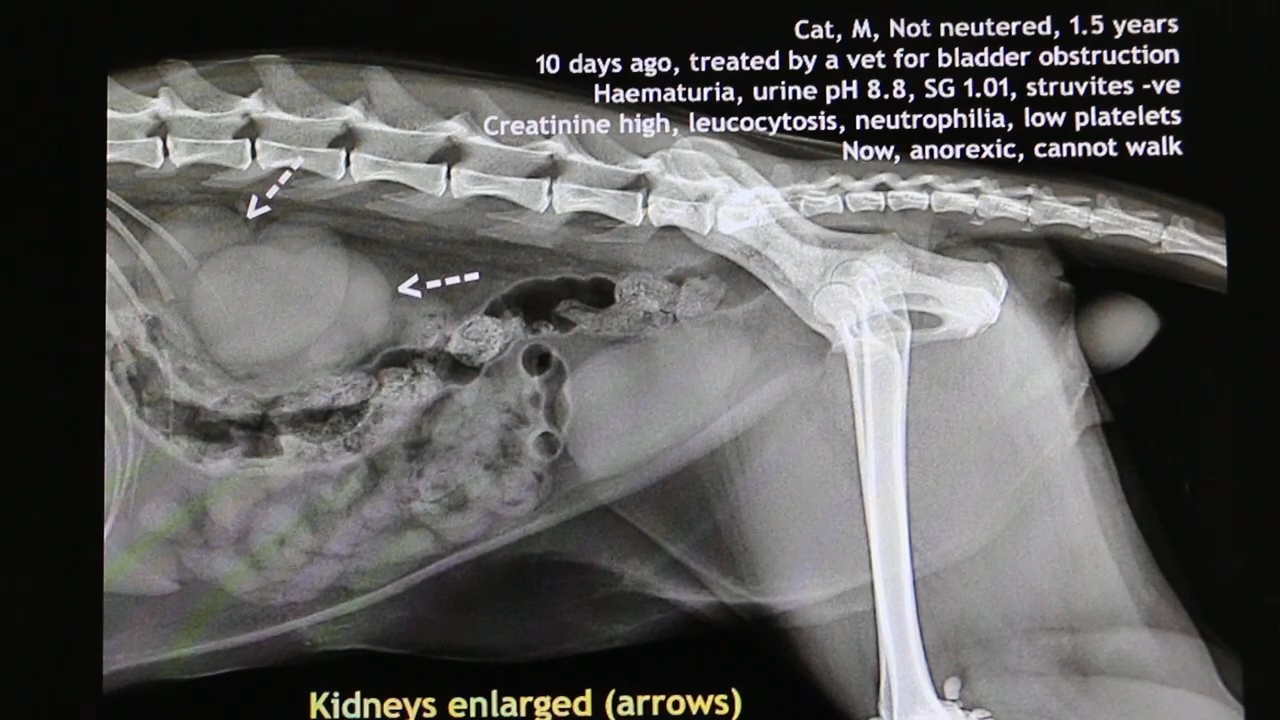 Cat, M, Not neutered, 1.5 years
10 days ago, treated by a vet for bladder obstruction
Haematuria, urine pH 8.8, SG 1.01, struvites -ve
Creatinine high, leucocytosis, neutrophilia, low platelets
Now, anorexic, cannot walk
Kidneys enlarged (arrows)